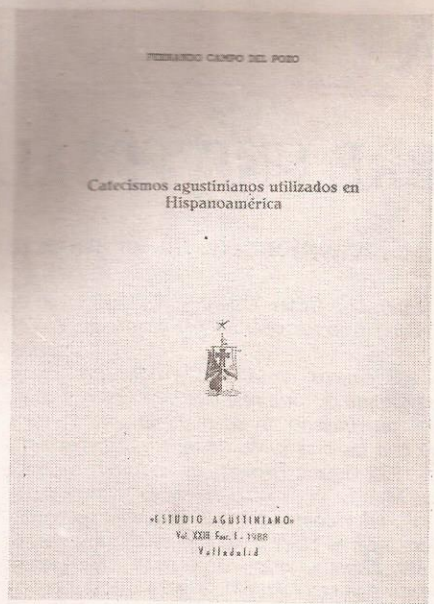 FERNANDO CAMPO DEL POZO
Catecismos agustinianos utilizados en
Hispanoamérica
«ESTUDIO AGUSTINIANO»
Vol. XXIII Fasc. I - 1988
Valladolid